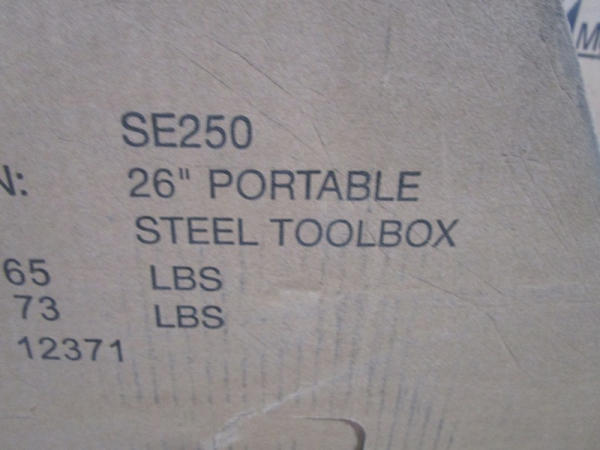 SE250
N: 26" PORTABLE
STEEL TOOLBOX
65 LBS
73 LBS
12371